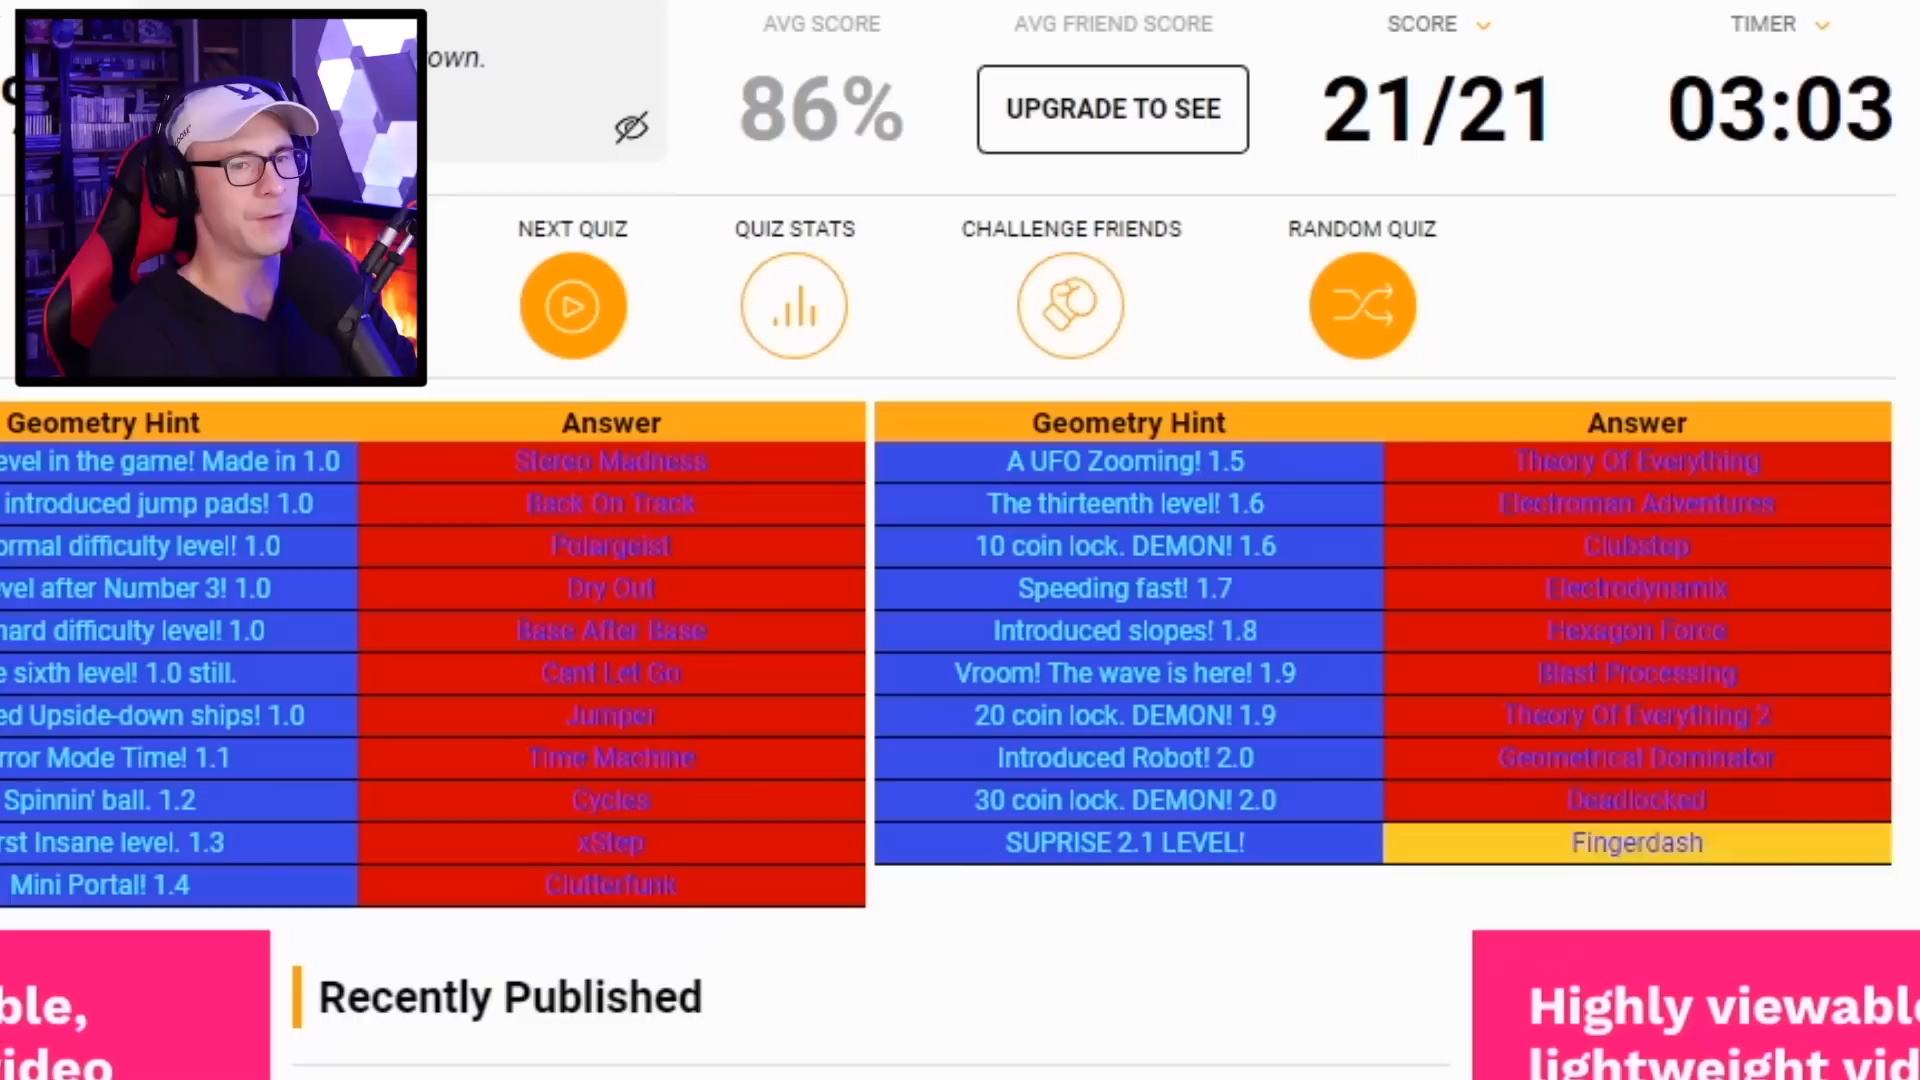 own.
AVG SCORE
86%
AVG FRIEND SCORE
UPGRADE TO SEE
SCORE
21/21
TIMER
03:03
NEXT QUIZ
QUIZ STATS
CHALLENGE FRIENDS
RANDOM QUIZ
Geometry Hint Answer
evel in the game! Made in 1.0 Stereo Madness
introduced jump pads! 1.0 Back On Track
ormal difficulty level! 1.0 Polargeist
vel after Number 3! 1.0 Dry Out
hard difficulty level! 1.0 Base After Base
e sixth level! 1.0 still. Cant Let Go
ed Upside-down ships! 1.0 Jumper
rror Mode Time! 1.1 Time Machine
Spinnin' ball. 1.2 Cycles
rst Insane level. 1.3 xStep
Mini Portal! 1.4 Clutterfunk
Geometry Hint Answer
A UFO Zooming! 1.5 Theory Of Everything
The thirteenth level! 1.6 Electroman Adventures
10 coin lock. DEMON! 1.6 Clubstep
Speeding fast! 1.7 Electrodynamix
Introduced slopes! 1.8 Hexagon Force
Vroom! The wave is here! 1.9 Blast Processing
20 coin lock. DEMON! 1.9 Theory Of Everything 2
Introduced Robot! 2.0 Geometrical Dominator
30 coin lock. DEMON! 2.0 Deadlocked
SUPRISE 2.1 LEVEL! Fingerdash
ble,
video
Recently Published
Highly viewable
lightweight vid